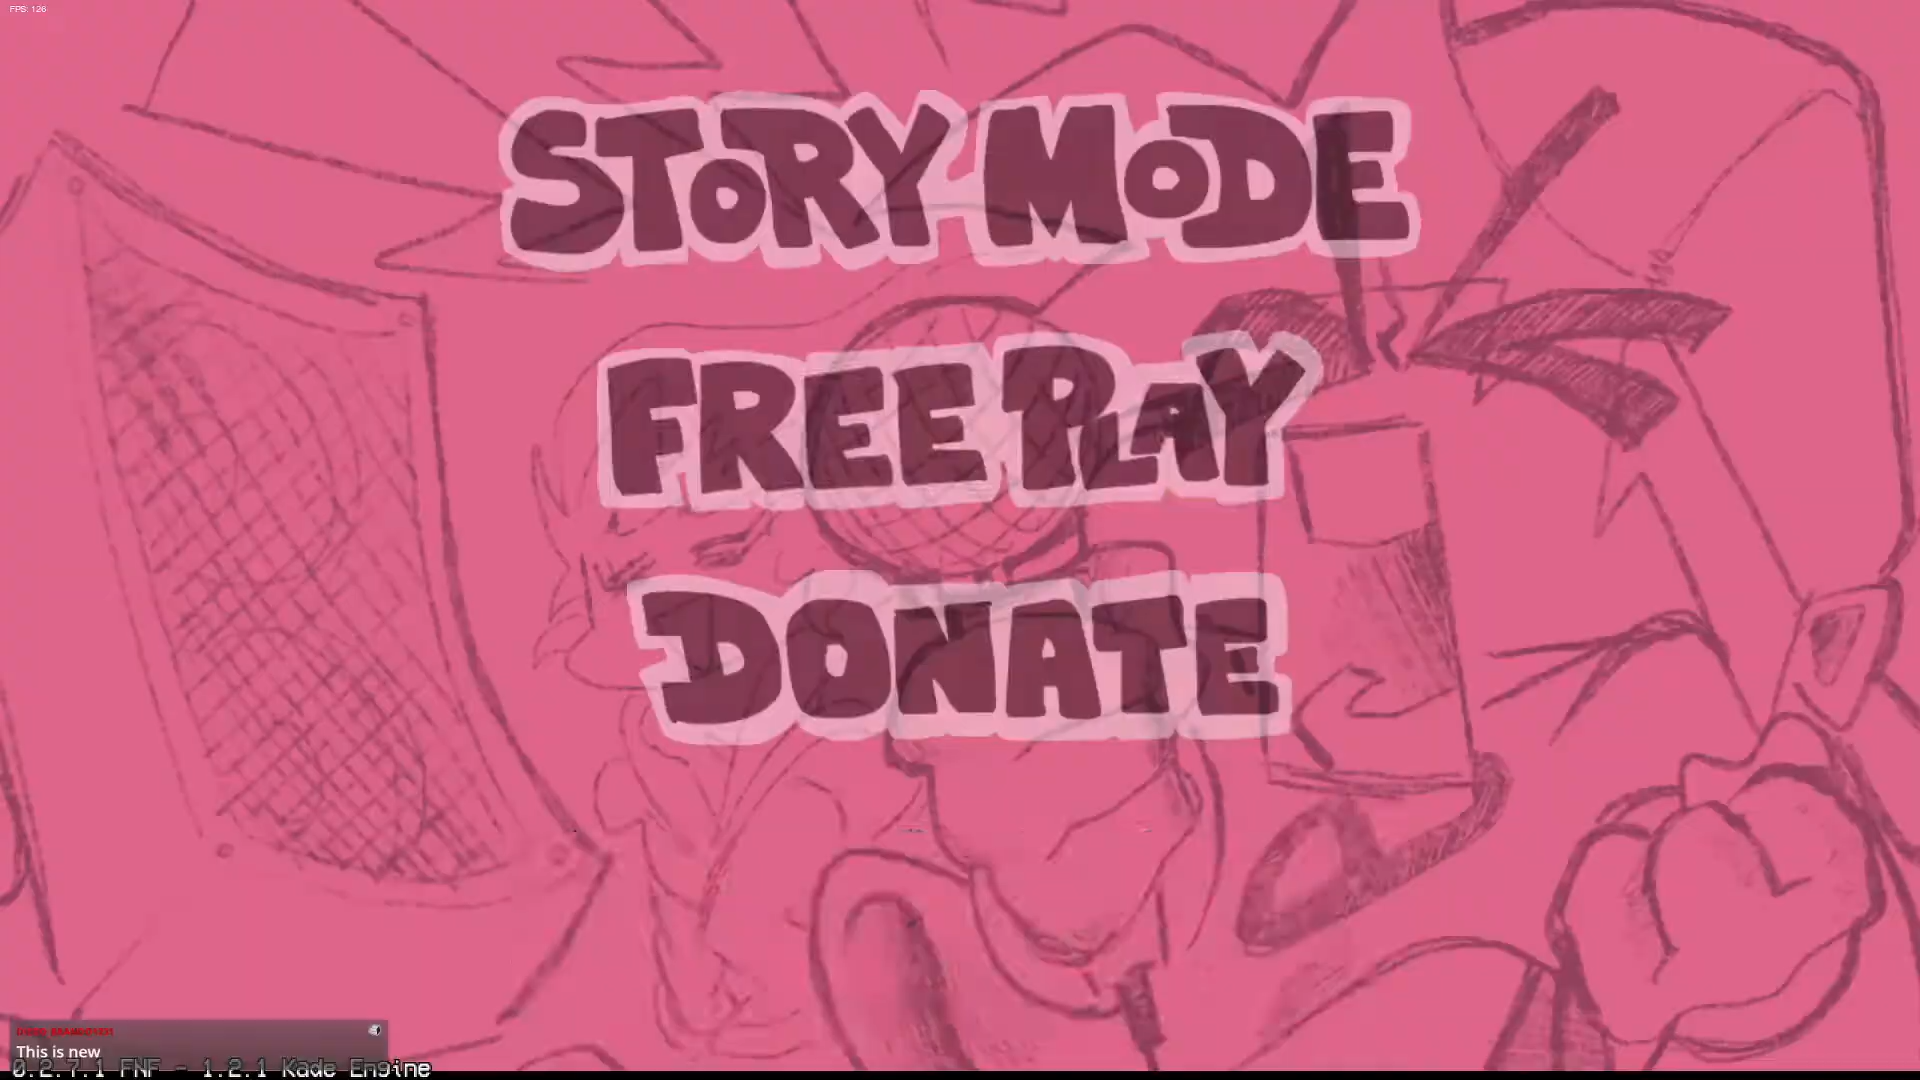 FPS: 126
STORY MODE
FREE PLAY
DONATE
This is new
0.2.7.1 FNF - 1.2.1 Kade Engine